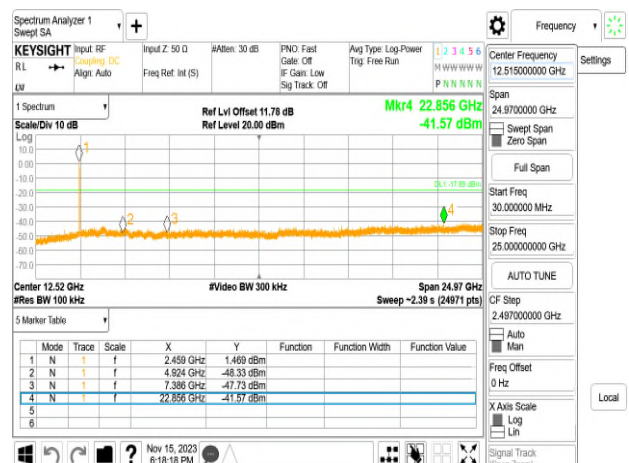 Spectrum Analyzer 1
Swept SA
Frequency
KEYSIGHT Input: RF Input Z: 50 Ω #Atten: 30 dB PNO: Fast Avg Type: Log-Power 1 2 3 4 5 6
RL Coupling: DC Gate: Off Trig: Free Run M W W W W W
Align: Auto Freq Ref: Int (S) IF Gain: Low
Sig Track: Off P N N N N N
Center Frequency
12.515000000 GHz
Settings
1 Spectrum
Ref Lvl Offset 11.78 dB Mkr4 22.856 GHz
Scale/Div 10 dB Ref Level 20.00 dBm -41.57 dBm
Log
10.0
0.00
-10.0
-20.0
-30.0
-40.0
-50.0
-60.0
-70.0
1
2
3
4
Center 12.52 GHz #Video BW 300 kHz Span 24.97 GHz
#Res BW 100 kHz Sweep ~2.39 s (24971 pts)
Span
24.9700000 GHz
Swept Span
Zero Span
Full Span
Start Freq
30.000000 MHz
Stop Freq
25.000000000 GHz
AUTO TUNE
CF Step
2.497000000 GHz
Auto
Man
Freq Offset
0 Hz
X Axis Scale
Log
Lin
Signal Track
Local
5 Marker Table
Mode Trace Scale X Y Function Function Width Function Value
1 N 1 f 2.459 GHz 1.469 dBm
2 N 1 f 4.924 GHz -48.33 dBm
3 N 1 f 7.386 GHz -47.73 dBm
4 N 1 f 22.856 GHz -41.57 dBm
5
6
?
Nov 15, 2023
6:18:18 PM